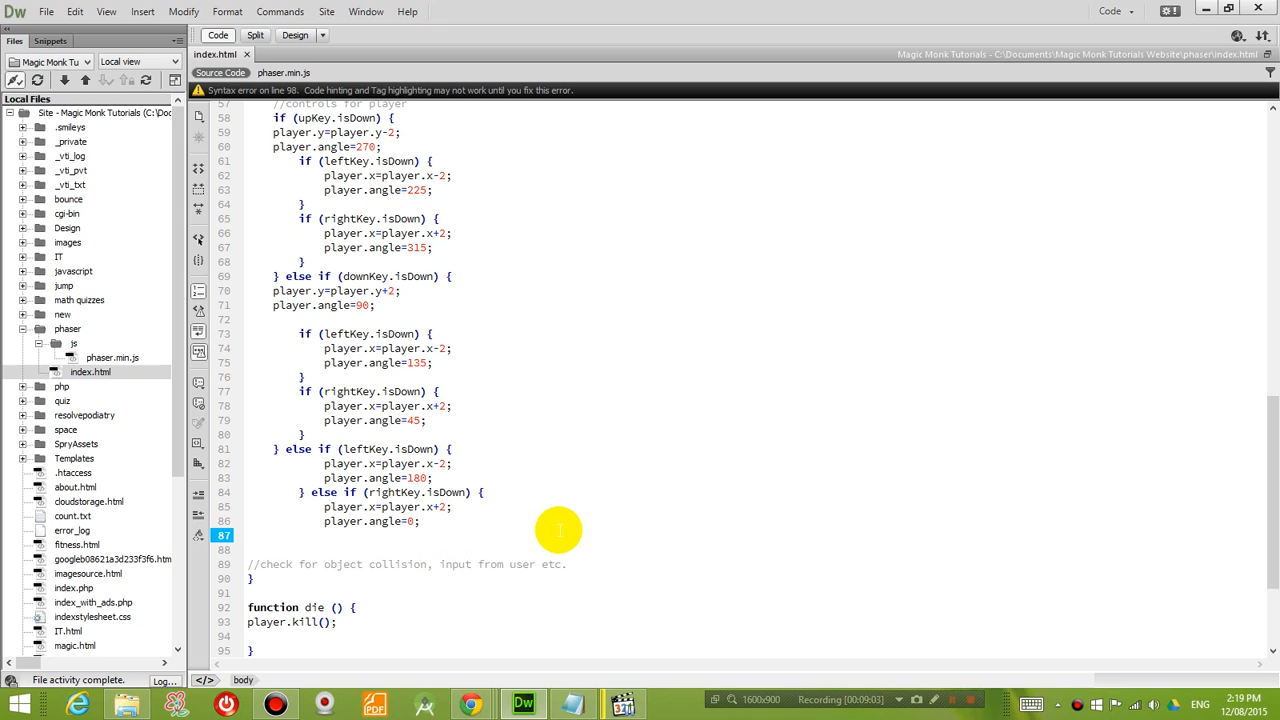 Dw File Edit View Insert Modify Format Commands Site Window Help Code
Files Snippets
Code Split Design
index.html × Magic Monk Tutorials - C:\Documents\Magic Monk Tutorials Website\phaser\index.html
Magic Monk Tu Local view
Source Code phaser.min.js
Syntax error on line 98. Code hinting and Tag highlighting may not work until you fix this error.
Local Files
Site - Magic Monk Tutorials (C:\Doc
.smileys
_private
_vti_log
_vti_pvt
_vti_txt
bounce
cgi-bin
Design
images
IT
javascript
jump
math quizzes
new
phaser
js
phaser.min.js
index.html
php
quiz
resolvepodiatry
space
SpryAssets
Templates
.htaccess
about.html
cloudstorage.html
count.txt
error_log
fitness.html
googleb08621a3d233f3f6.htm
imagesource.html
index.php
index_with_ads.php
indexstylesheet.css
IT.html
magic.html
57 //controls for player
58 if (upKey.isDown) {
59 player.y=player.y-2;
60 player.angle=270;
61 if (leftKey.isDown) {
62 player.x=player.x-2;
63 player.angle=225;
64 }
65 if (rightKey.isDown) {
66 player.x=player.x+2;
67 player.angle=315;
68 }
69 } else if (downKey.isDown) {
70 player.y=player.y+2;
71 player.angle=90;
72
73 if (leftKey.isDown) {
74 player.x=player.x-2;
75 player.angle=135;
76 }
77 if (rightKey.isDown) {
78 player.x=player.x+2;
79 player.angle=45;
80 }
81 } else if (leftKey.isDown) {
82 player.x=player.x-2;
83 player.angle=180;
84 } else if (rightKey.isDown) {
85 player.x=player.x+2;
86 player.angle=0;
87
88
89 //check for object collision, input from user etc.
90 }
91
92 function die () {
93 player.kill();
94
95 }
File activity complete. Log... </> body
1600x900 Recording [00:09:03]
2:19 PM
12/08/2015